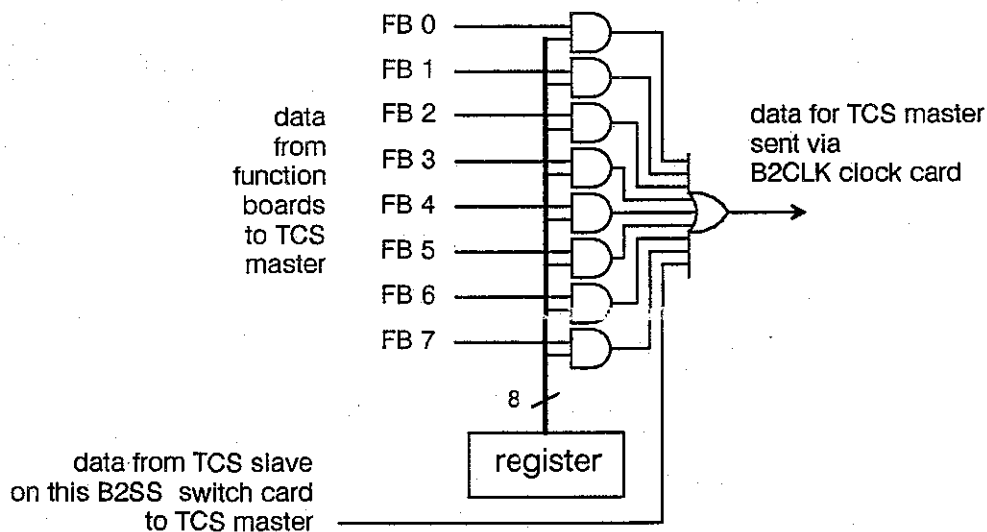 FB 0
FB 1
FB 2
FB 3
FB 4
FB 5
FB 6
FB 7
data
from
function
boards
to TCS
master
data for TCS master
sent via
B2CLK clock card
8
register
data from TCS slave
on this B2SS switch card
to TCS master